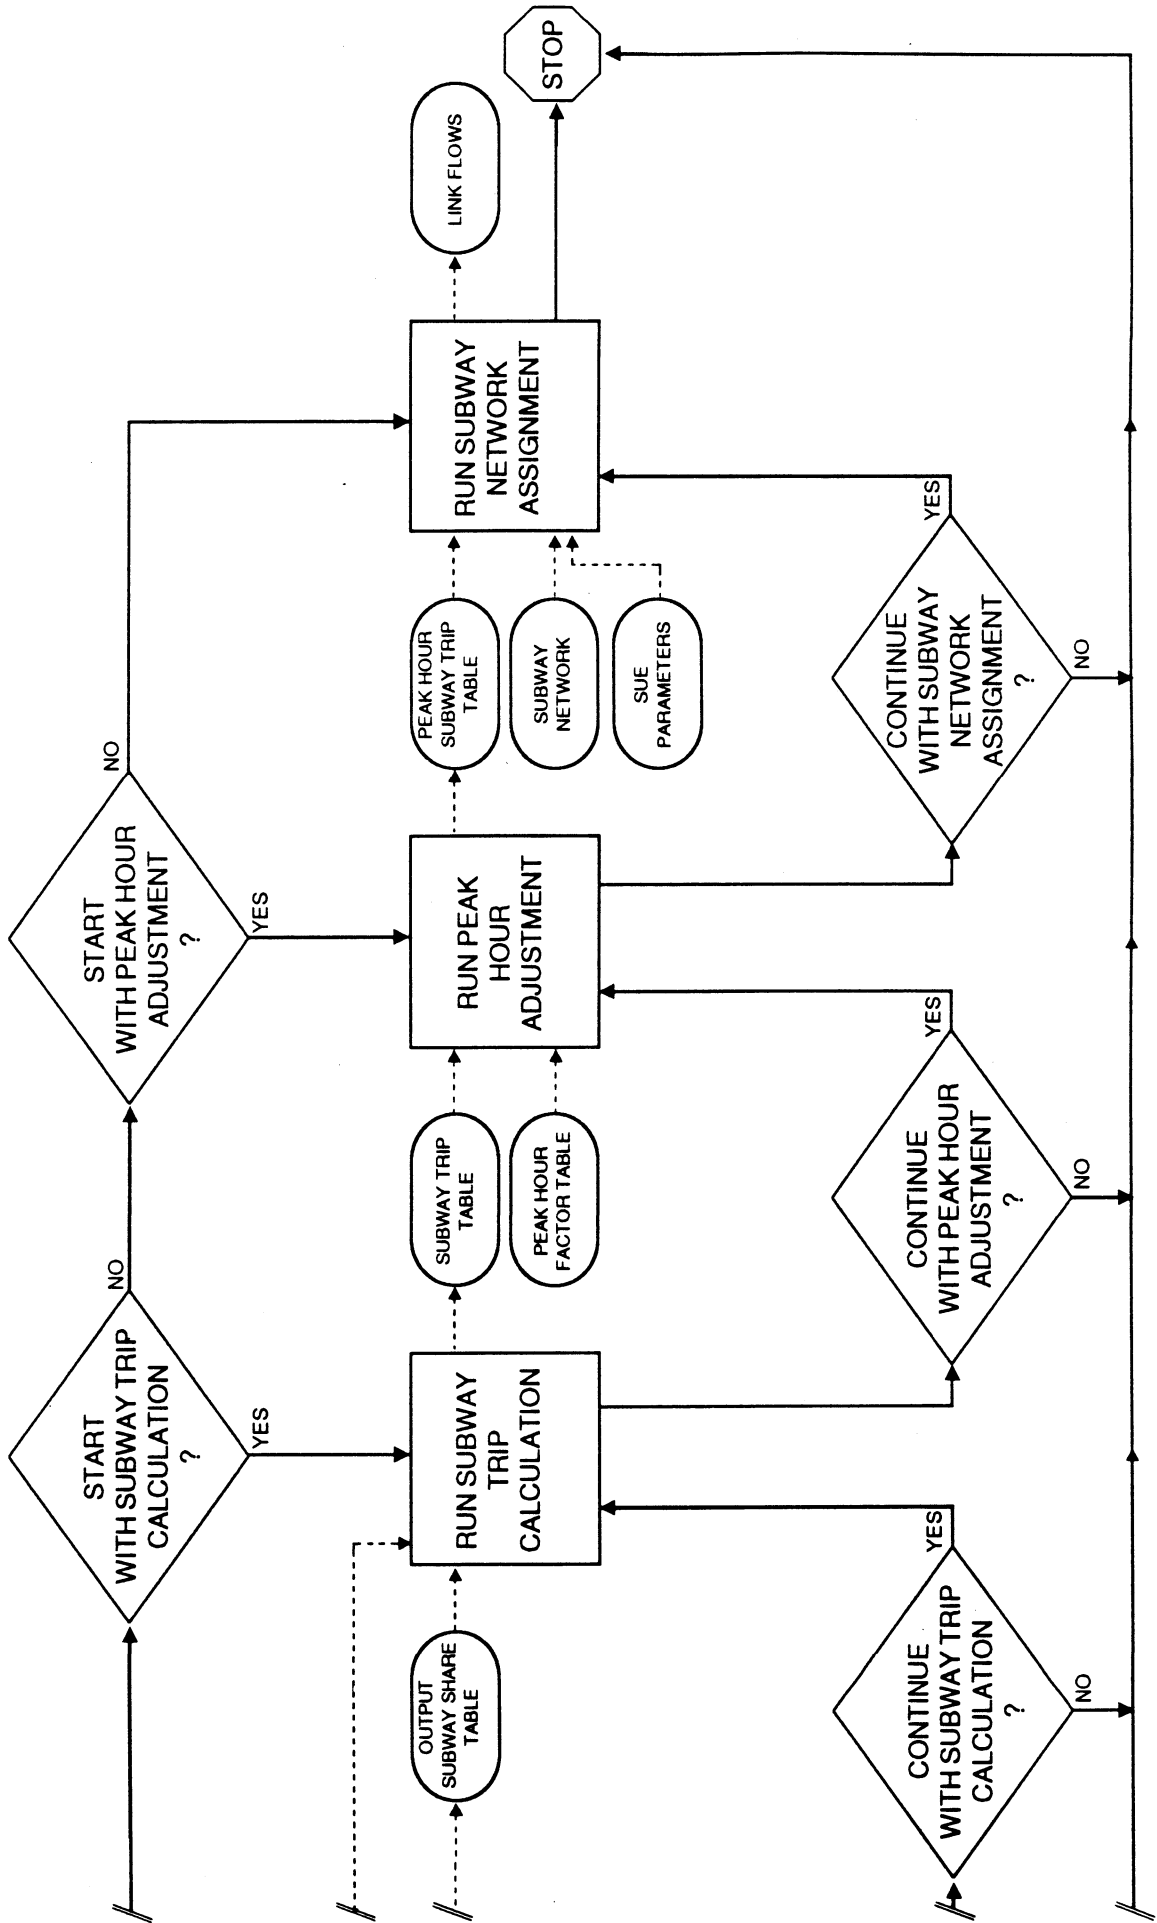 START
WITH SUBWAY TRIP
CALCULATION
?
NO
YES
START
WITH PEAK HOUR
ADJUSTMENT
?
NO
YES
OUTPUT
SUBWAY SHARE
TABLE
RUN SUBWAY
TRIP
CALCULATION
SUBWAY TRIP
TABLE
PEAK HOUR
FACTOR TABLE
RUN PEAK
HOUR
ADJUSTMENT
PEAK HOUR
SUBWAY TRIP
TABLE
SUBWAY
NETWORK
SUE
PARAMETERS
RUN SUBWAY
NETWORK
ASSIGNMENT
LINK FLOWS
STOP
CONTINUE
WITH SUBWAY TRIP
CALCULATION
?
YES
NO
CONTINUE
WITH PEAK HOUR
ADJUSTMENT
?
YES
NO
CONTINUE
WITH SUBWAY
NETWORK
ASSIGNMENT
?
YES
NO